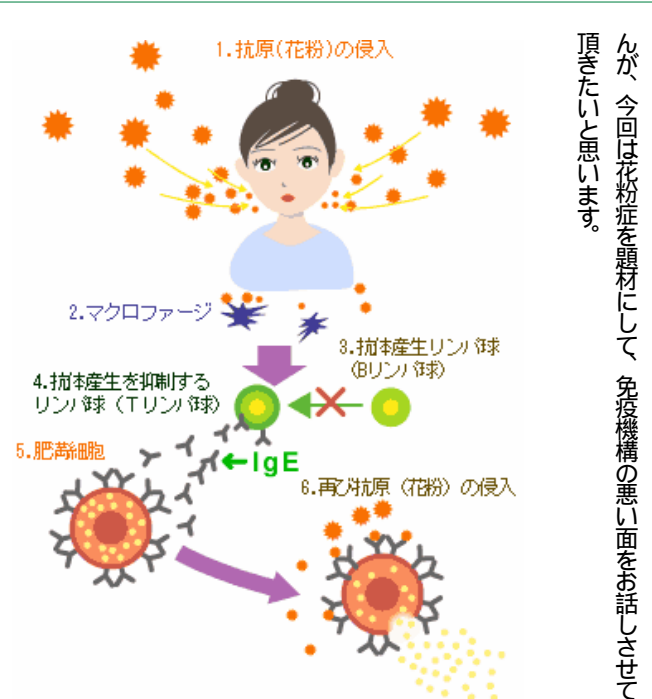 んが、今回は花粉症を題材にして、免疫機構の悪い面をお話しさせて
頂きたいと思います。
1.抗原(花粉)の侵入
2.マクロファージ
3.抗体産生リンパ球
(Bリンパ球)
4.抗体産生を抑制する
リンパ球（Tリンパ球）
5.肥満細胞
←IgE
6.再び抗原（花粉）の侵入